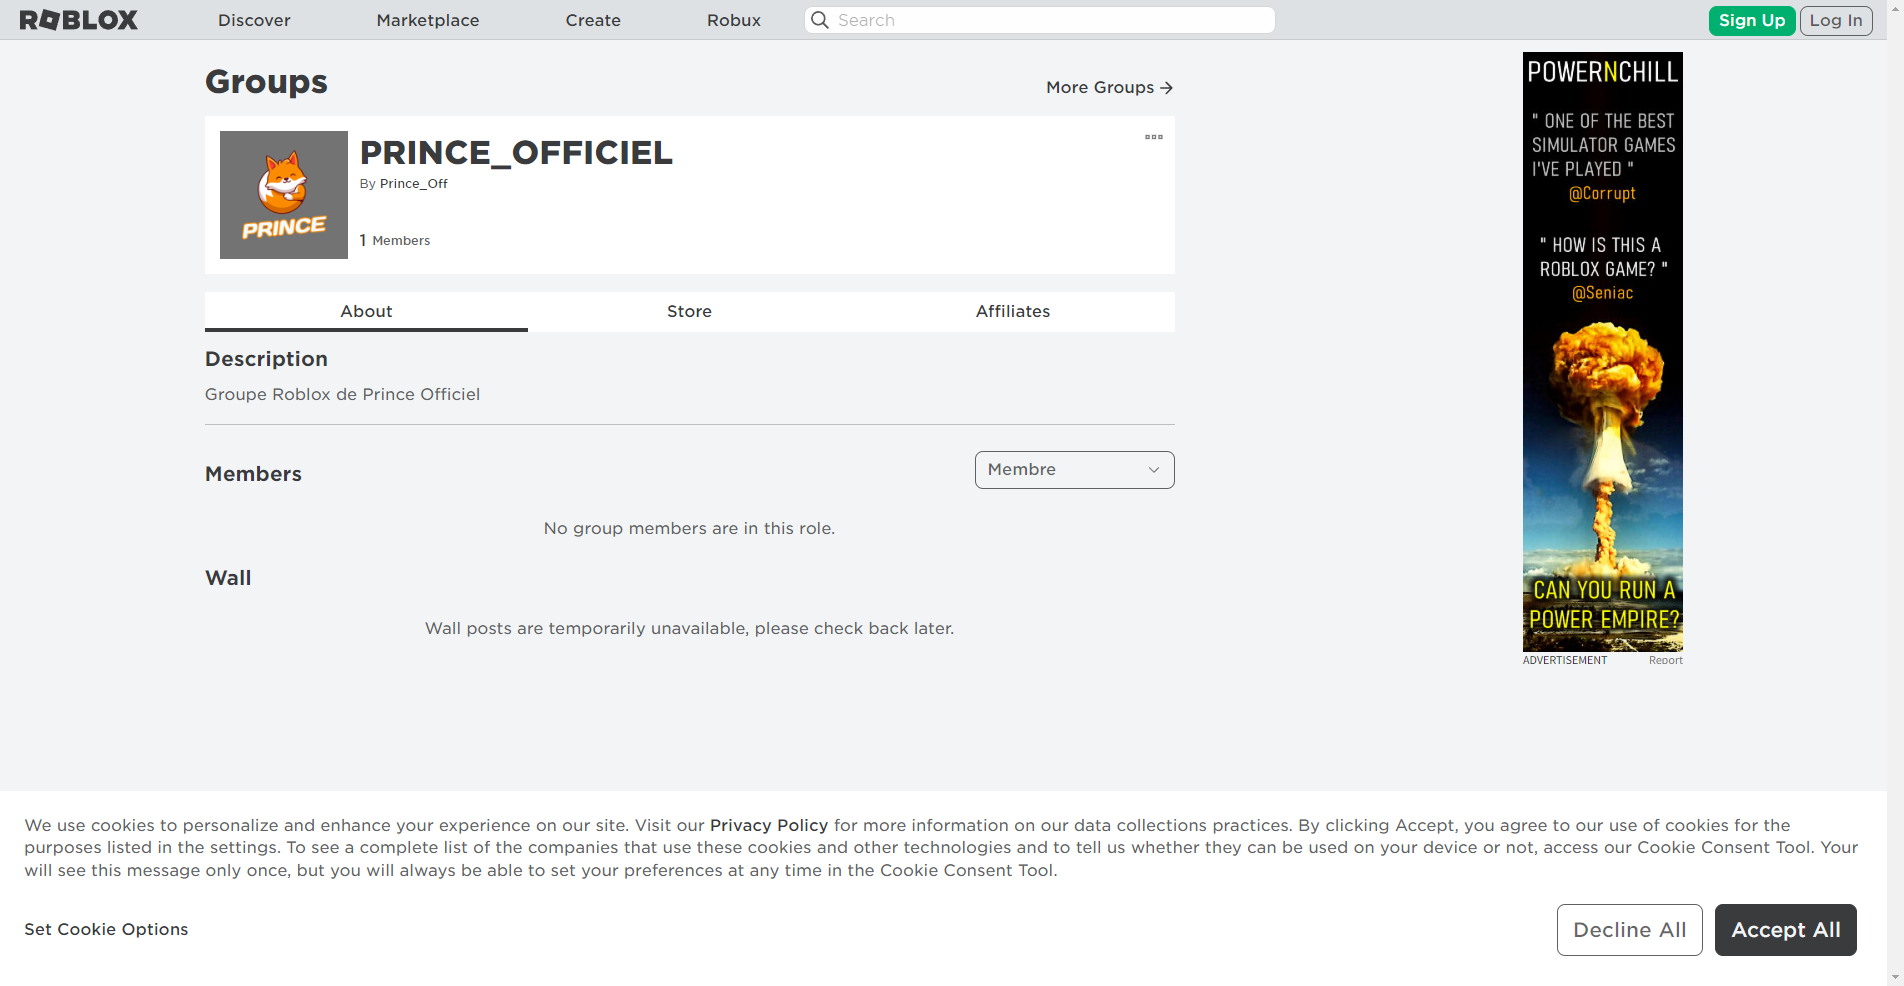 ROBLOX
Discover
Marketplace
Create
Robux
Search
Sign Up
Log In
Groups
More Groups
PRINCE
PRINCE_OFFICIEL
By Prince_Off
1 Members
About
Store
Affiliates
Description
Groupe Roblox de Prince Officiel
Members
Membre
No group members are in this role.
Wall
Wall posts are temporarily unavailable, please check back later.
POWERNCHILL
" ONE OF THE BEST
SIMULATOR GAMES
I'VE PLAYED "
@Corrupt
" HOW IS THIS A
ROBLOX GAME? "
@Seniac
CAN YOU RUN A
POWER EMPIRE?
ADVERTISEMENT
Report
We use cookies to personalize and enhance your experience on our site. Visit our Privacy Policy for more information on our data collections practices. By clicking Accept, you agree to our use of cookies for the
purposes listed in the settings. To see a complete list of the companies that use these cookies and other technologies and to tell us whether they can be used on your device or not, access our Cookie Consent Tool. Your
will see this message only once, but you will always be able to set your preferences at any time in the Cookie Consent Tool.
Set Cookie Options
Decline All
Accept All